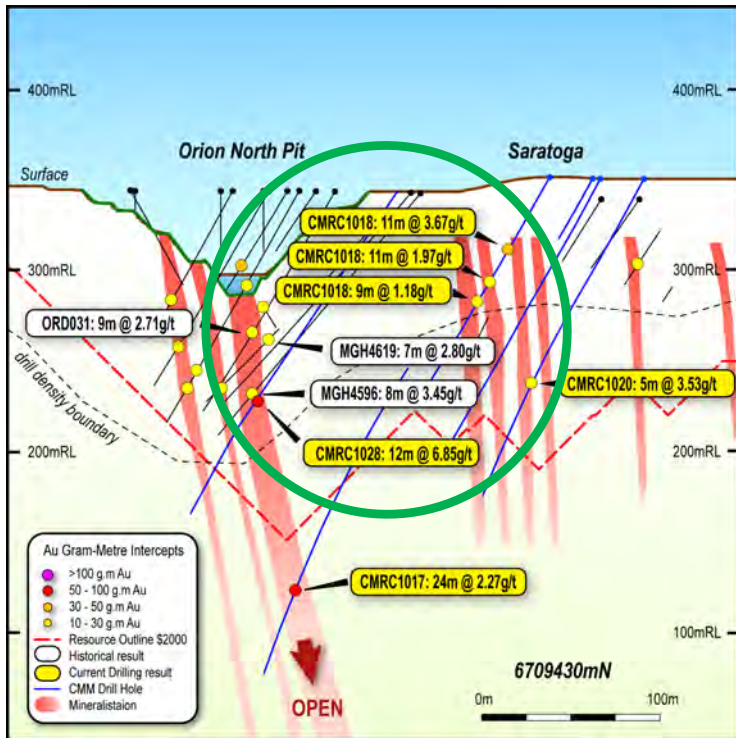 400mRL
400mRL
Orion North Pit
Saratoga
Surface
CMRC1018: 11m @ 3.67g/t
CMRC1018: 11m @ 1.97g/t
300mRL
300mRL
CMRC1018: 9m @ 1.18g/t
ORD031: 9m @ 2.71g/t
MGH4619: 7m @ 2.80g/t
drill density boundary
MGH4596: 8m @ 3.45g/t
CMRC1020: 5m @ 3.53g/t
200mRL
200mRL
CMRC1028: 12m @ 6.85g/t
Au Gram-Metre Intercepts
>100 g.m Au
50 - 100 g.m Au
30 - 50 g.m Au
10 - 30 g.m Au
Resource Outline $2000
Historical result
Current Drilling result
CMM Drill Hole
Mineralistaion
CMRC1017: 24m @ 2.27g/t
100mRL
OPEN
6709430mN
0m
100m